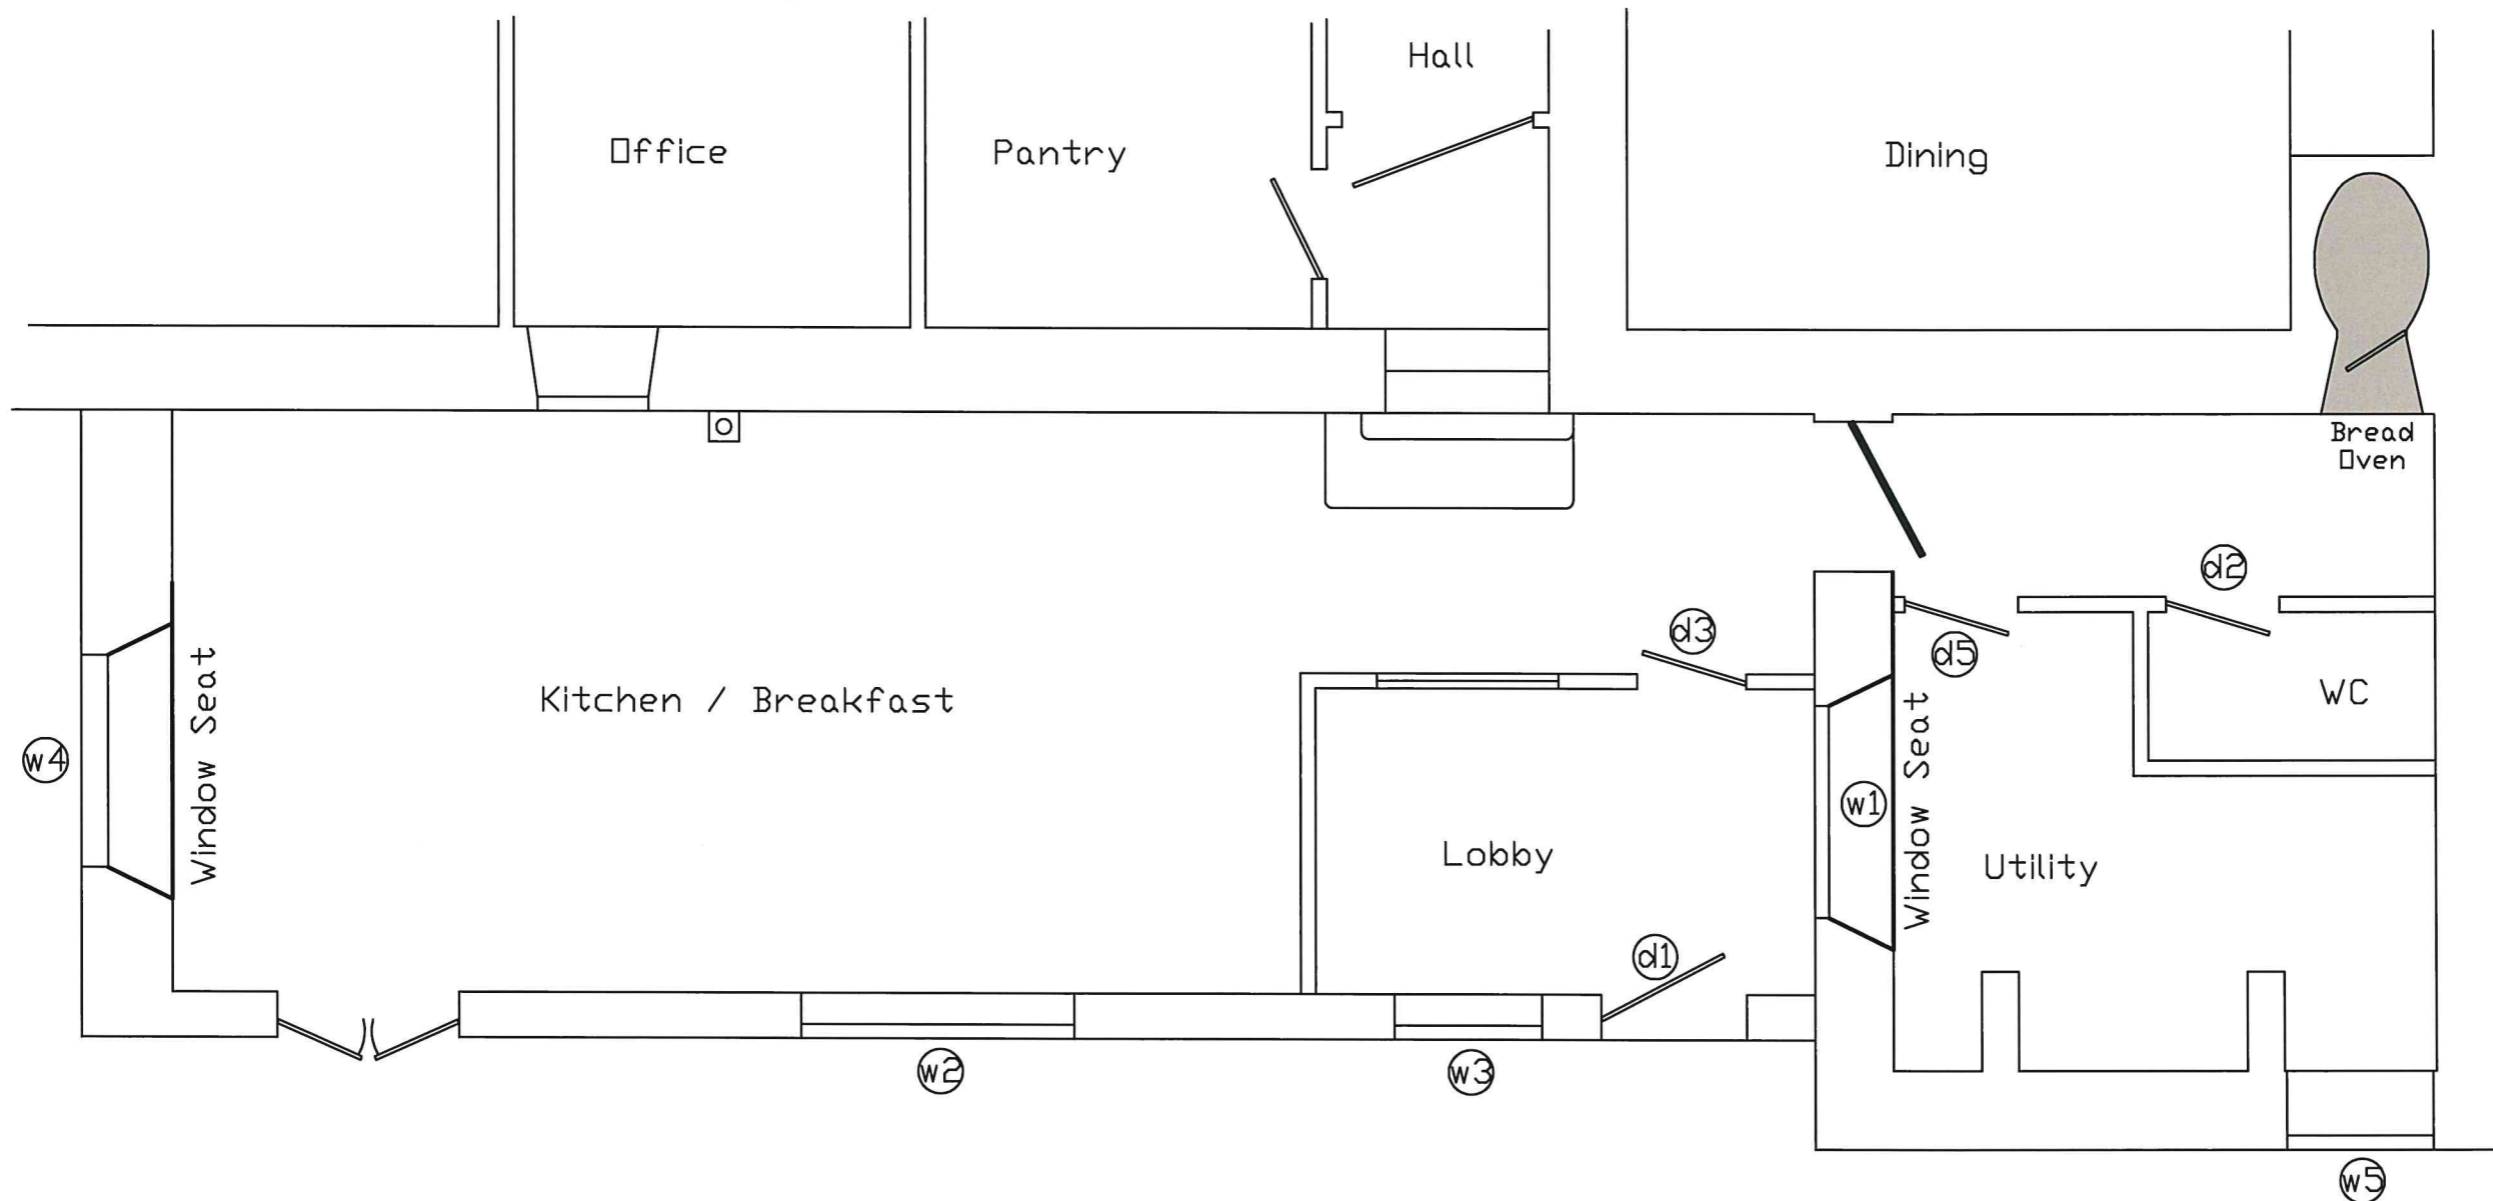 Hall
Office
Pantry
Dining
Bread
Oven
d2
d3
d5
Window Seat
Kitchen / Breakfast
WC
w4
w1
Window Seat
Lobby
Utility
d1
w2
w3
w5